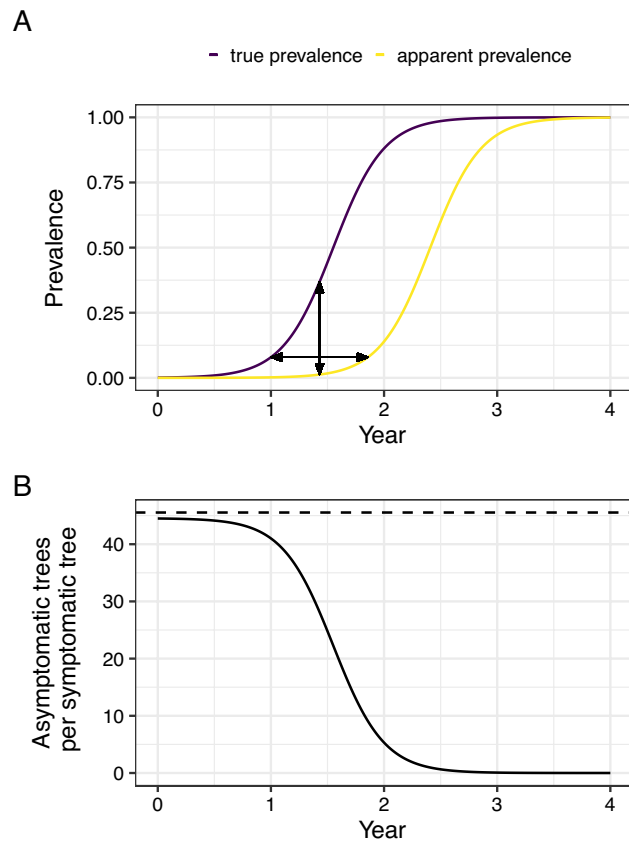 A
true prevalence apparent prevalence
1.00
0.75
0.50
0.25
0.00
Prevalence
0 1 2 3 4
Year
B
40
30
20
10
0
Asymptomatic trees
per symptomatic tree
0 1 2 3 4
Year